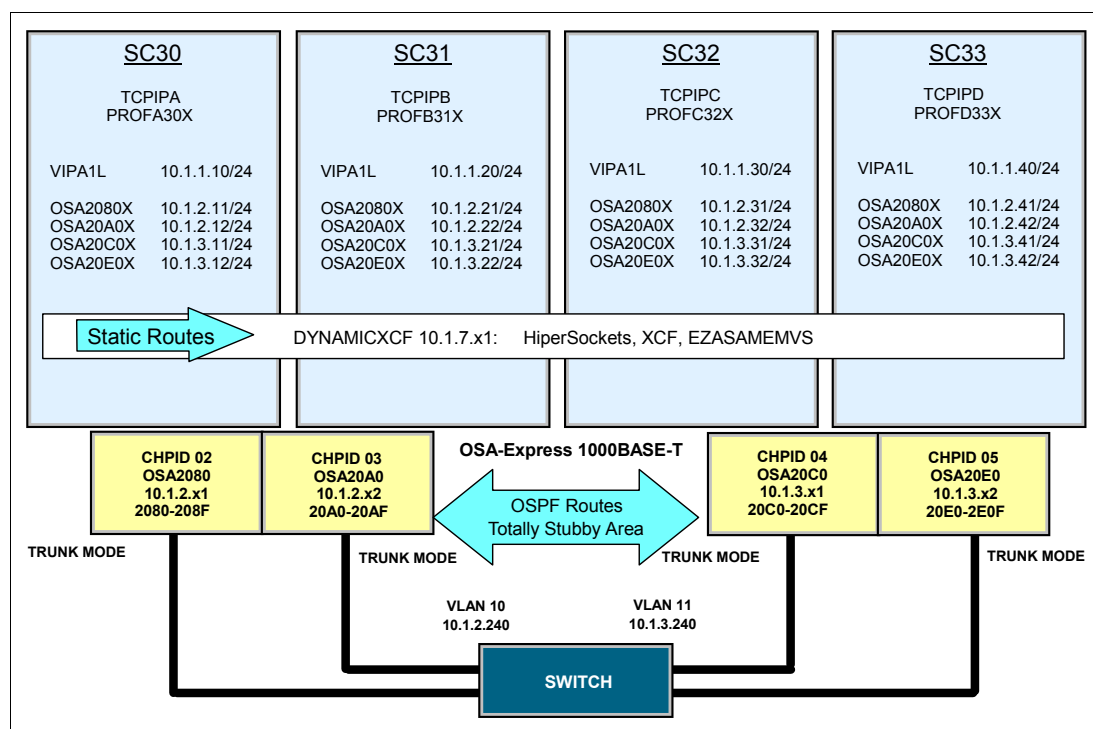 SC30
TCPIPA
PROFA30X
VIPA1L 10.1.1.10/24
OSA2080X 10.1.2.11/24
OSA20A0X 10.1.2.12/24
OSA20C0X 10.1.3.11/24
OSA20E0X 10.1.3.12/24
SC31
TCPIPB
PROFB31X
VIPA1L 10.1.1.20/24
OSA2080X 10.1.2.21/24
OSA20A0X 10.1.2.22/24
OSA20C0X 10.1.3.21/24
OSA20E0X 10.1.3.22/24
SC32
TCPIPC
PROFC32X
VIPA1L 10.1.1.30/24
OSA2080X 10.1.2.31/24
OSA20A0X 10.1.2.32/24
OSA20C0X 10.1.3.31/24
OSA20E0X 10.1.3.32/24
SC33
TCPIPD
PROFD33X
VIPA1L 10.1.1.40/24
OSA2080X 10.1.2.41/24
OSA20A0X 10.1.2.42/24
OSA20C0X 10.1.3.41/24
OSA20E0X 10.1.3.42/24
Static Routes
DYNAMICXCF 10.1.7.x1: HiperSockets, XCF, EZASAMEMVS
CHPID 02
OSA2080
10.1.2.x1
2080-208F
CHPID 03
OSA20A0
10.1.2.x2
20A0-20AF
OSA-Express 1000BASE-T
OSPF Routes
Totally Stubby Area
CHPID 04
OSA20C0
10.1.3.x1
20C0-20CF
CHPID 05
OSA20E0
10.1.3.x2
20E0-2E0F
TRUNK MODE
TRUNK MODE
TRUNK MODE
TRUNK MODE
VLAN 10
10.1.2.240
VLAN 11
10.1.3.240
SWITCH